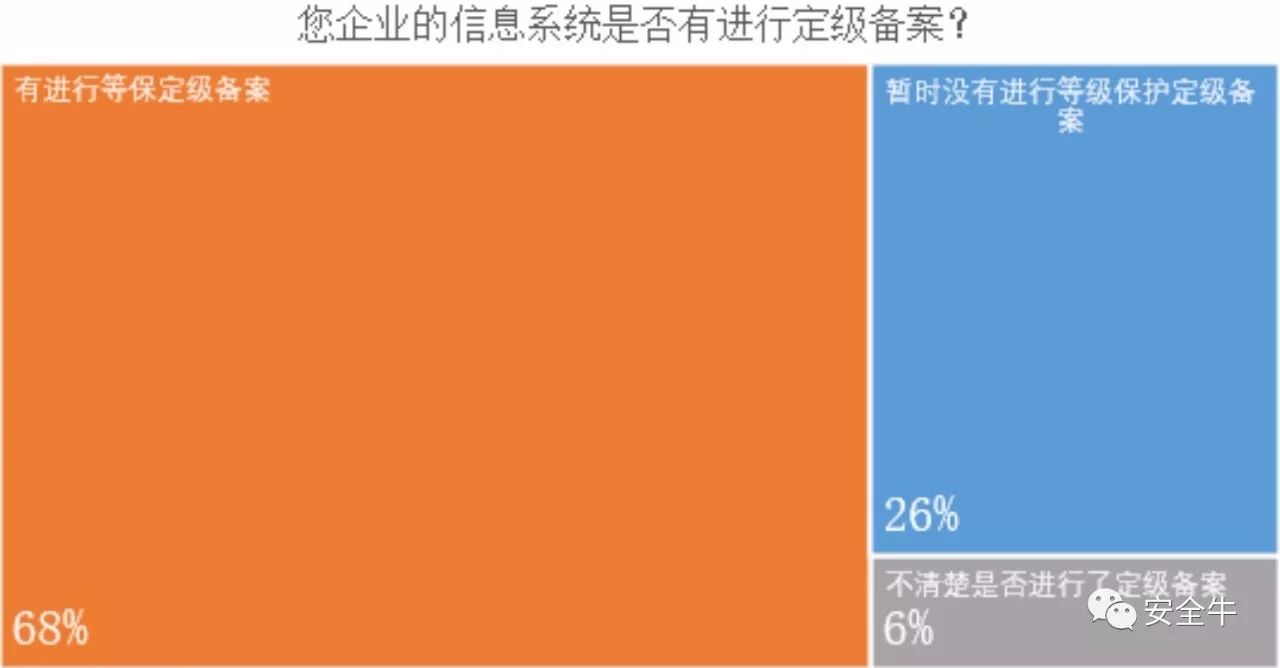 您企业的信息系统是否有进行定级备案？
有进行等保定级备案
68%
暂时没有进行等级保护定级备
案
26%
不清楚是否进行了定级备案
6%
安全牛